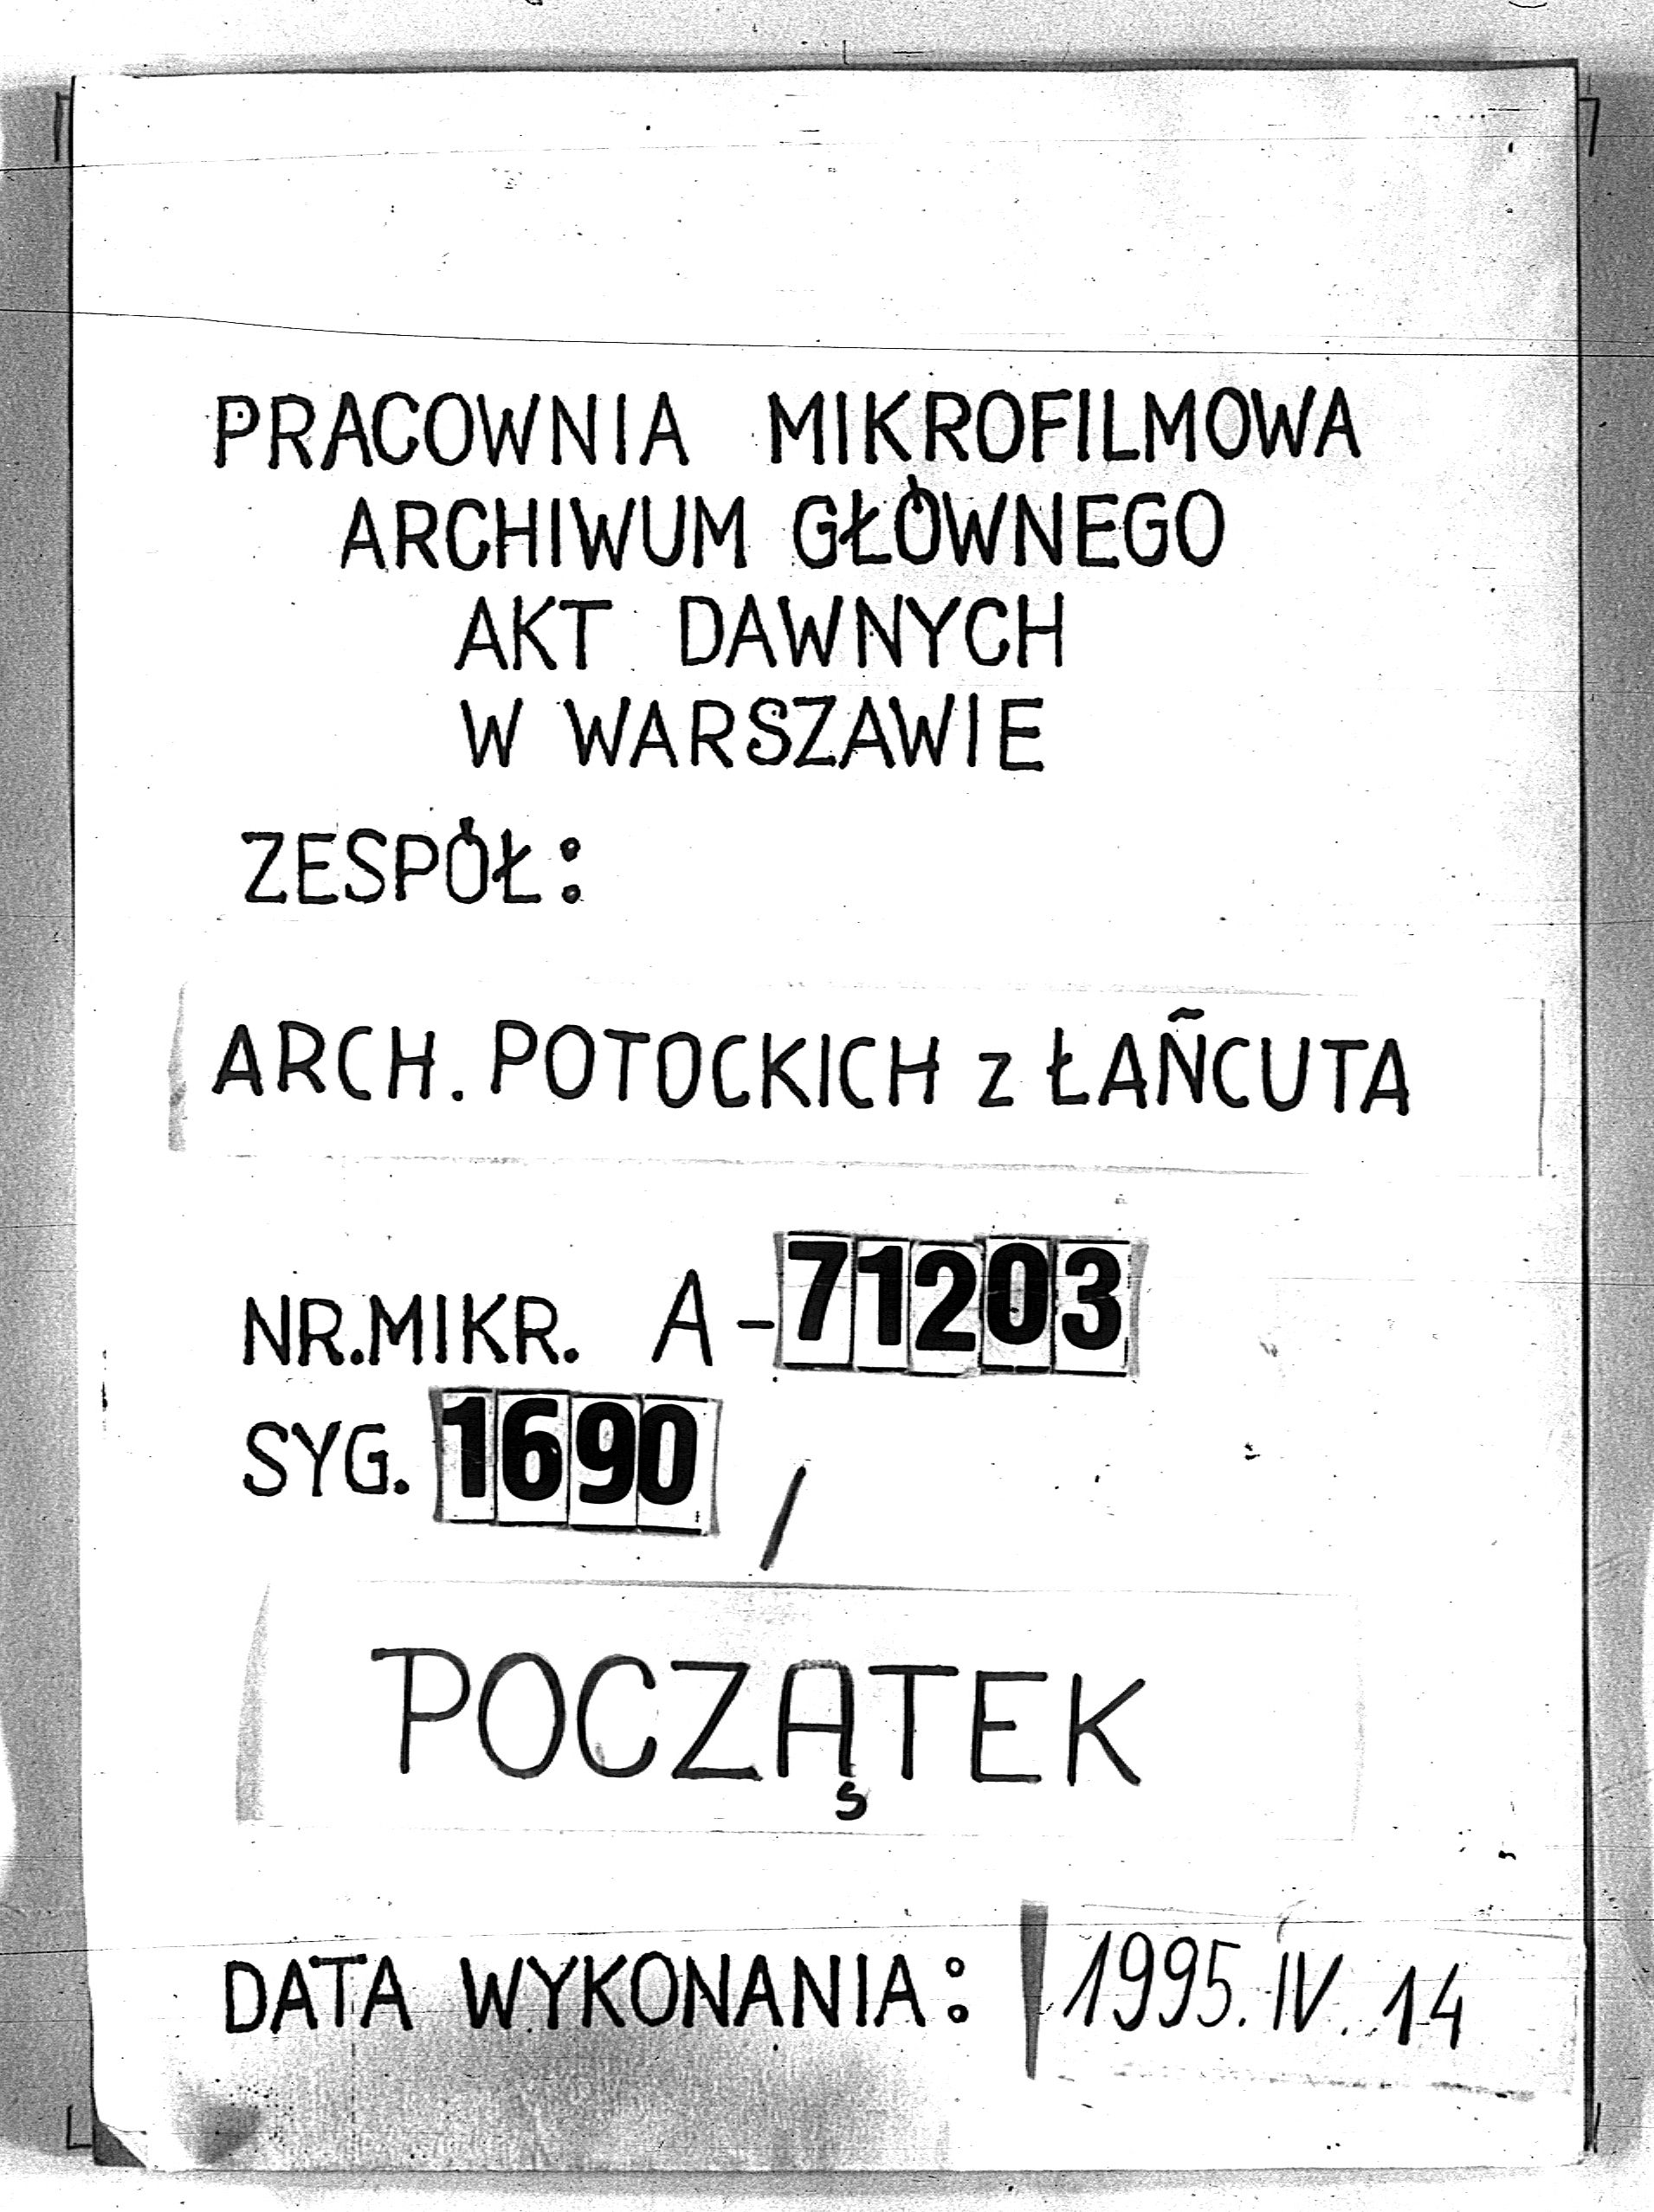 PRACOWNIA MIKROFILMOWA
ARCHIWUM GŁÓWNEGO
AKT DAWNYCH
W WARSZAWIE
ZESPÓŁ:
ARCH. POTOCKICH z ŁAŃCUTA
NR.MIKR. A-71203
SYG. 1690 /
POCZĄTEK
DATA WYKONANIA: 1995.IV.14